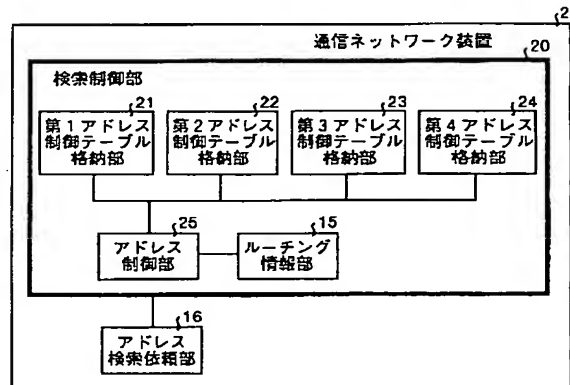 2
通信ネットワーク装置
20
検索制御部
21
22
23
24
第1アドレス
制御テーブル
格納部
第2アドレス
制御テーブル
格納部
第3アドレス
制御テーブル
格納部
第4アドレス
制御テーブル
格納部
25
15
アドレス
制御部
ルーチング
情報部
16
アドレス
検索依頼部